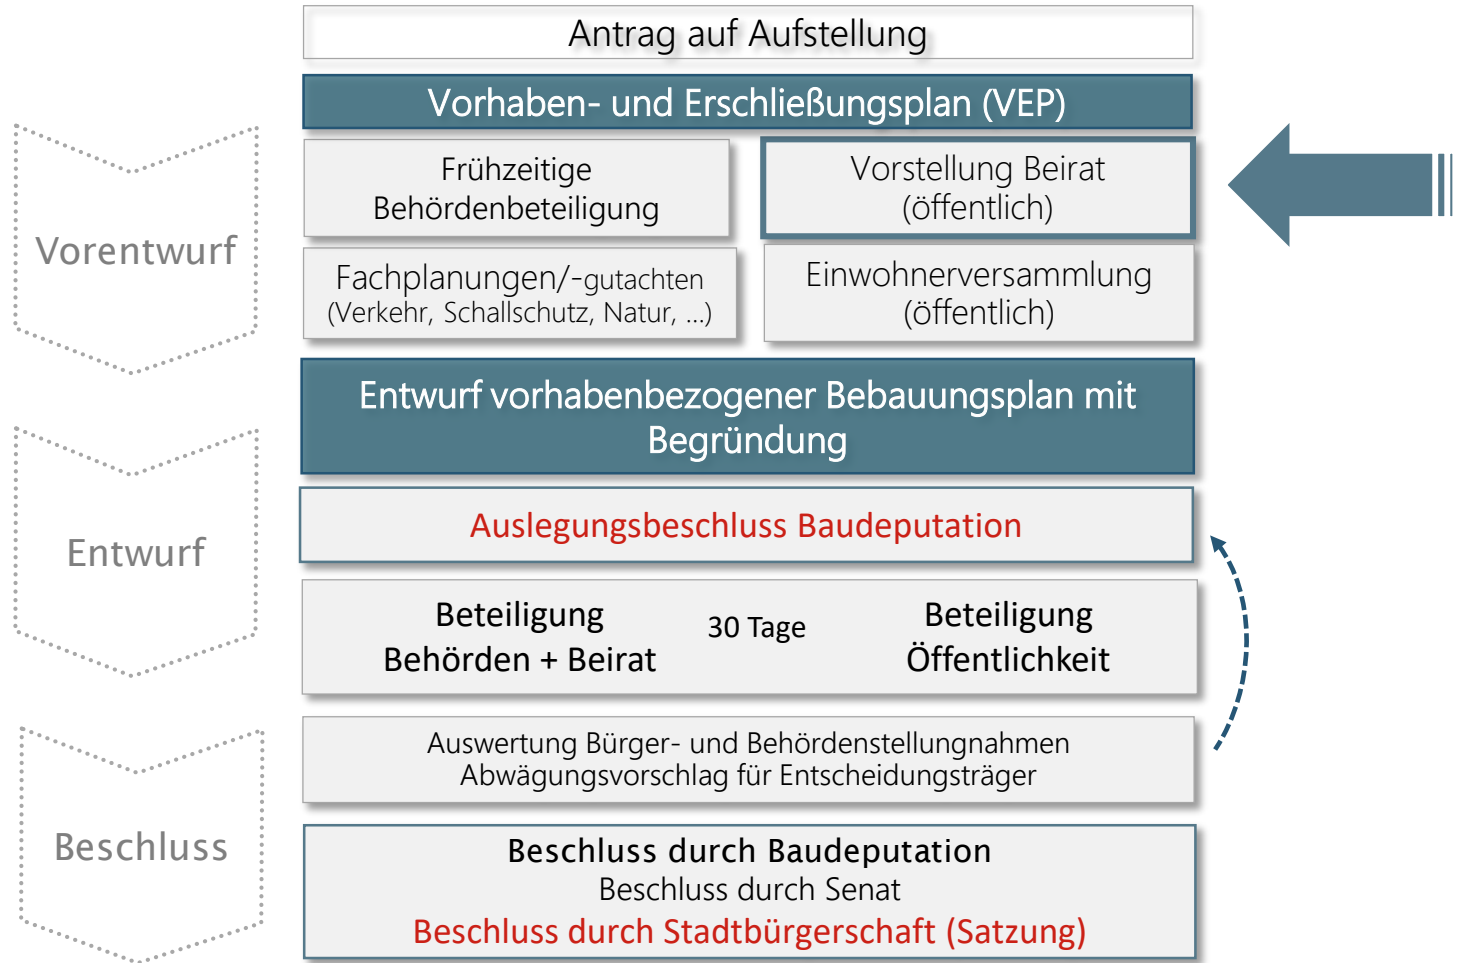 Antrag auf Aufstellung
Vorhaben- und Erschließungsplan (VEP)
Vorentwurf
Frühzeitige
Behördenbeteiligung
Vorstellung Beirat
(öffentlich)
Fachplanungen/-gutachten
(Verkehr, Schallschutz, Natur, ...)
Einwohnerversammlung
(öffentlich)
Entwurf vorhabenbezogener Bebauungsplan mit
Begründung
Entwurf
Auslegungsbeschluss Baudeputation
Beteiligung
Behörden + Beirat
30 Tage
Beteiligung
Öffentlichkeit
Auswertung Bürger- und Behördenstellungnahmen
Abwägungsvorschlag für Entscheidungsträger
Beschluss
Beschluss durch Baudeputation
Beschluss durch Senat
Beschluss durch Stadtbürgerschaft (Satzung)